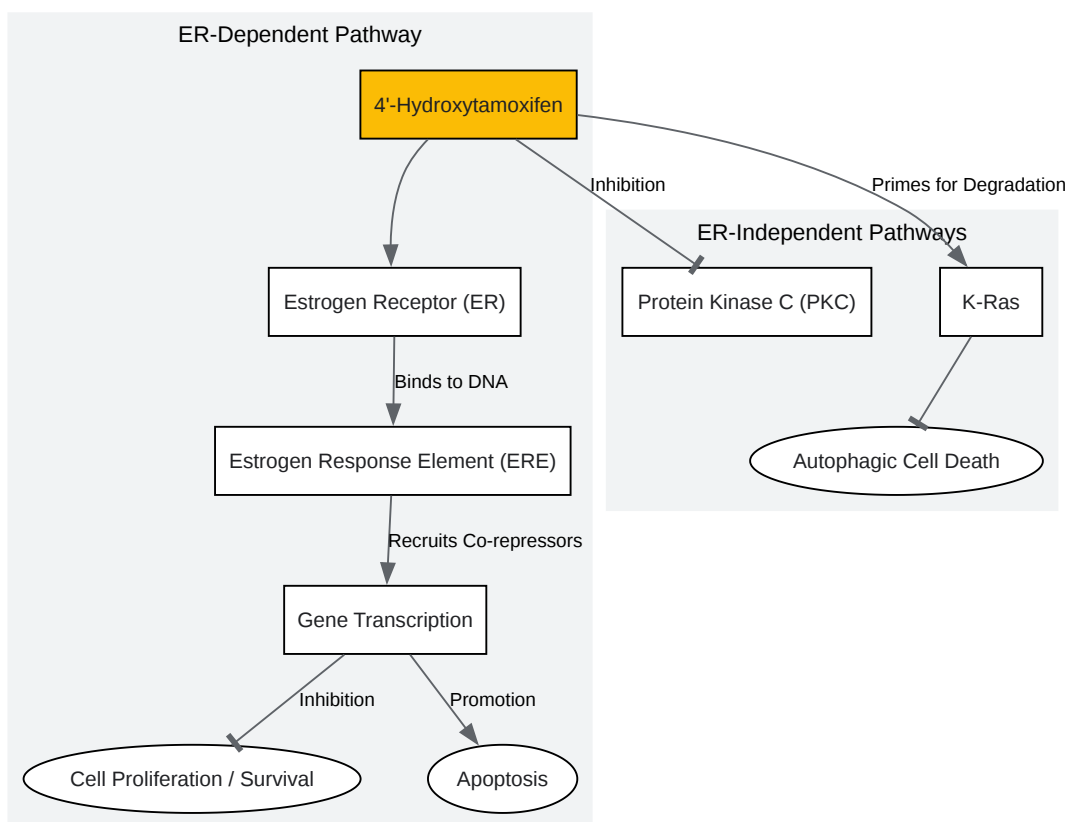 ER-Dependent Pathway
4'-Hydroxytamoxifen
Inhibition
Primes for Degradation
ER-Independent Pathways
Estrogen Receptor (ER)
Protein Kinase C (PKC)
K-Ras
Binds to DNA
Estrogen Response Element (ERE)
Autophagic Cell Death
Recruits Co-repressors
Gene Transcription
Inhibition
Promotion
Cell Proliferation / Survival
Apoptosis